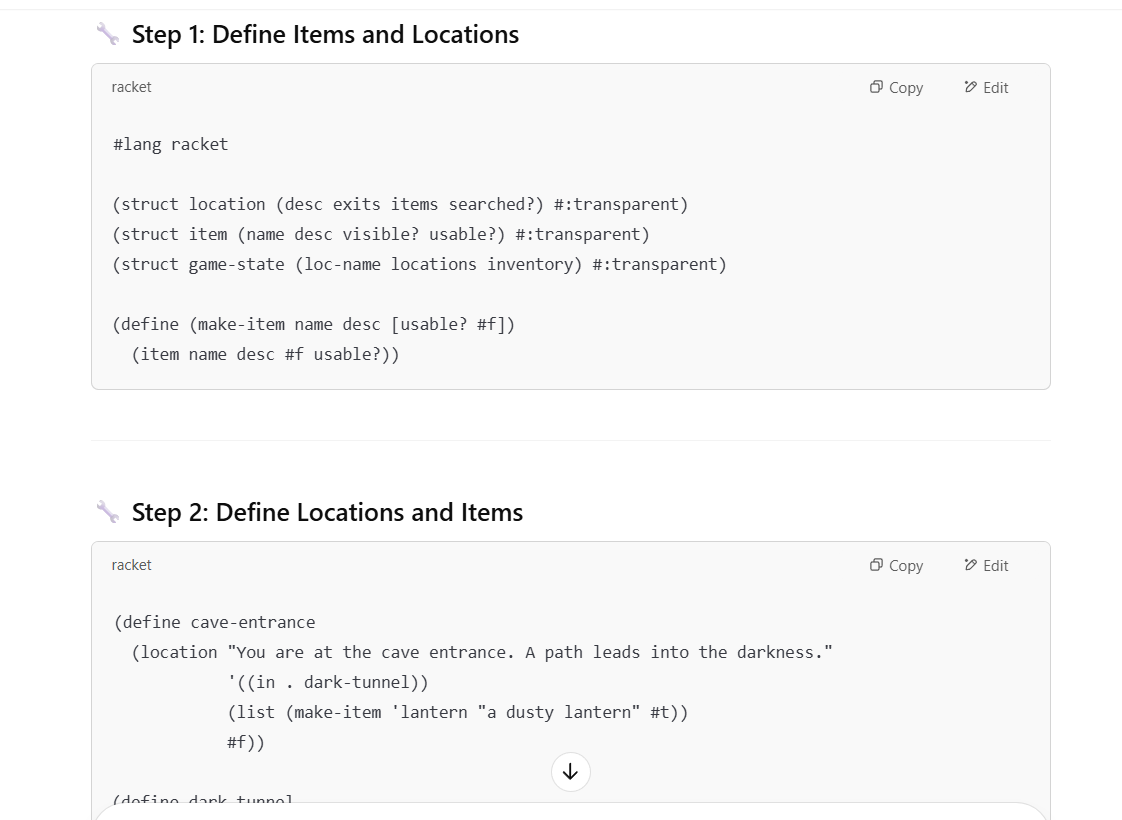 Step 1: Define Items and Locations
racket
Copy
Edit
#lang racket
(struct location (desc exits items searched?) #:transparent)
(struct item (name desc visible? usable?) #:transparent)
(struct game-state (loc-name locations inventory) #:transparent)
(define (make-item name desc [usable? #f])
  (item name desc #f usable?))
Step 2: Define Locations and Items
racket
Copy
Edit
(define cave-entrance
  (location "You are at the cave entrance. A path leads into the darkness."
            '((in . dark-tunnel))
            (list (make-item 'lantern "a dusty lantern" #t))
            #f))
(define dark-tunnel